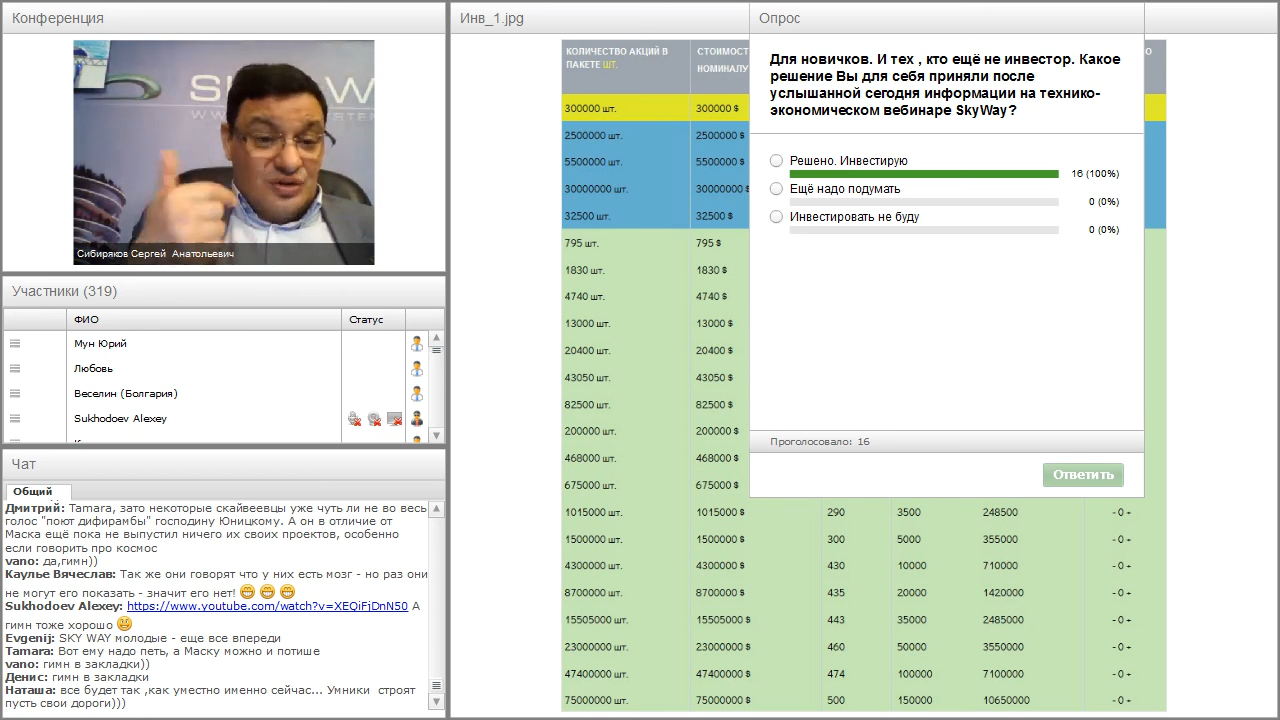 Конференция
SKY W
Сибиряков Сергей Анатольевич
Участники (319)
ФИО
Статус
Мун Юрий
Любовь
Веселин (Болгария)
Sukhodoev Alexey
Чат
Общий
Дмитрий: Tamara, зато некоторые скайвеевцы уже чуть ли не во весь
голос "поют дифирамбы" господину Юницкому. А он в отличие от
Маска ещё пока не выпустил ничего их своих проектов, особенно
если говорить про космос
vano: да,гимн))
Каулье Вячеслав: Так же они говорят что у них есть мозг - но раз они
не могут его показать - значит его нет!
Sukhodoev Alexey: https://www.youtube.com/watch?v=XEQiFjDnN50 А
гимн тоже хорошо
Evgenij: SKY WAY молодые - еще все впереди
Tamara: Вот ему надо петь, а Маску можно и потише
vano: гимн в закладки))
Денис: гимн в закладки
Наташа: все будет так ,как уместно именно сейчас... Умники строят
пусть свои дороги)))
Инв_1.jpg
КОЛИЧЕСТВО АКЦИЙ В
ПАКЕТЕ ШТ.
СТОИМОСТ
НОМИНАЛУ
О
300000 шт. 300000 $
2500000 шт. 2500000 $
5500000 шт. 5500000 $
30000000 шт. 30000000 $
32500 шт. 32500 $
795 шт. 795 $
1830 шт. 1830 $
4740 шт. 4740 $
13000 шт. 13000 $
20400 шт. 20400 $
43050 шт. 43050 $
82500 шт. 82500 $
200000 шт. 200000 $
468000 шт. 468000 $
675000 шт. 675000 $
1015000 шт. 1015000 $ 290 3500 248500 - 0 +
1500000 шт. 1500000 $ 300 5000 355000 - 0 +
4300000 шт. 4300000 $ 430 10000 710000 - 0 +
8700000 шт. 8700000 $ 435 20000 1420000 - 0 +
15505000 шт. 15505000 $ 443 35000 2485000 - 0 +
23000000 шт. 23000000 $ 460 50000 3550000 - 0 +
47400000 шт. 47400000 $ 474 100000 7100000 - 0 +
75000000 шт. 75000000 $ 500 150000 10650000 - 0 +
Опрос
Для новичков. И тех , кто ещё не инвестор. Какое
решение Вы для себя приняли после
услышанной сегодня информации на технико-
экономическом вебинаре SkyWay?
Решено. Инвестирую
16 (100%)
Ещё надо подумать
0 (0%)
Инвестировать не буду
0 (0%)
Проголосовало: 16
Ответить